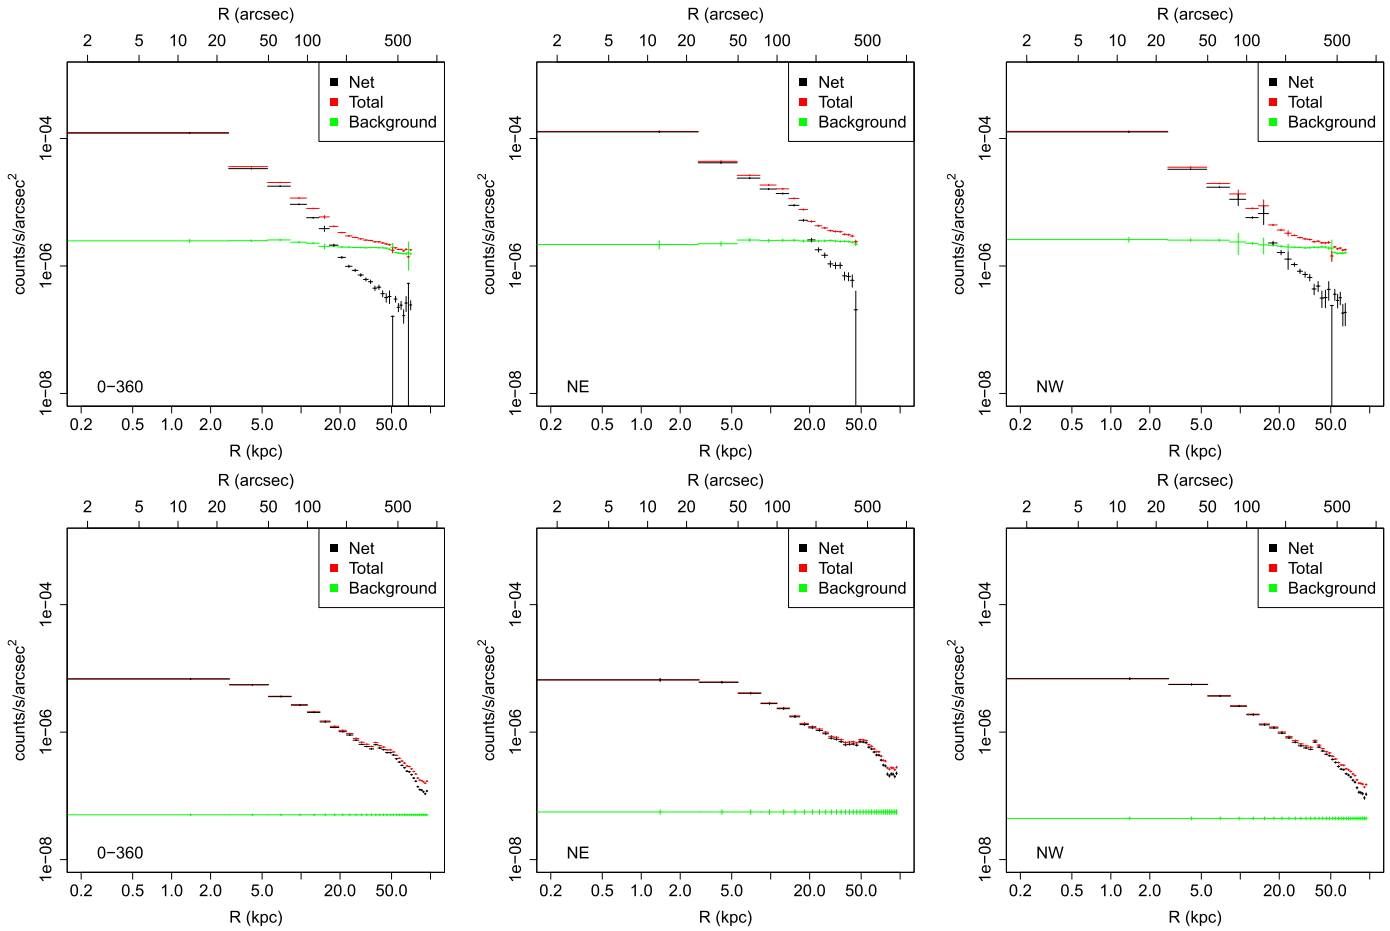 R (arcsec)
2 5 10 20 50 100 500
counts/s/arcsec²
1e−04
1e−06
1e−08
Net
Total
Background
0−360
0.2 0.5 1.0 2.0 5.0 20.0 50.0
R (kpc)
R (arcsec)
2 5 10 20 50 100 500
counts/s/arcsec²
1e−04
1e−06
1e−08
Net
Total
Background
NE
0.2 0.5 1.0 2.0 5.0 20.0 50.0
R (kpc)
R (arcsec)
2 5 10 20 50 100 500
counts/s/arcsec²
1e−04
1e−06
1e−08
Net
Total
Background
NW
0.2 0.5 1.0 2.0 5.0 20.0 50.0
R (kpc)
R (arcsec)
2 5 10 20 50 100 500
counts/s/arcsec²
1e−04
1e−06
1e−08
Net
Total
Background
0−360
0.2 0.5 1.0 2.0 5.0 20.0 50.0
R (kpc)
R (arcsec)
2 5 10 20 50 100 500
counts/s/arcsec²
1e−04
1e−06
1e−08
Net
Total
Background
NE
0.2 0.5 1.0 2.0 5.0 20.0 50.0
R (kpc)
R (arcsec)
2 5 10 20 50 100 500
counts/s/arcsec²
1e−04
1e−06
1e−08
Net
Total
Background
NW
0.2 0.5 1.0 2.0 5.0 20.0 50.0
R (kpc)